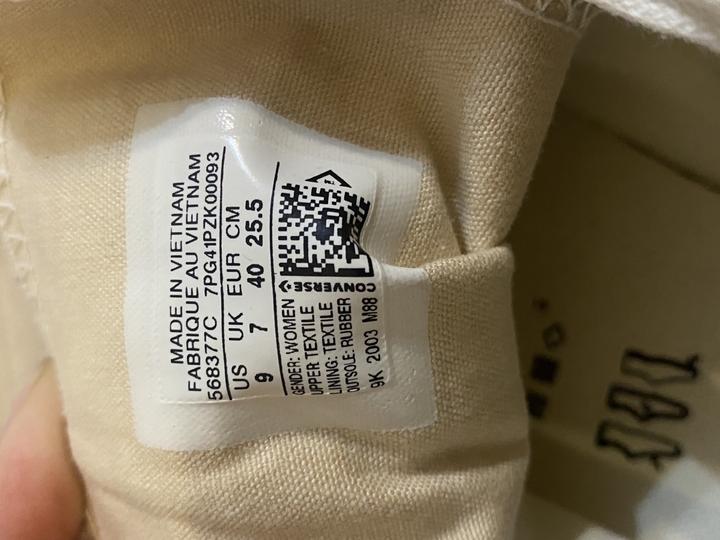 MADE IN VIETNAM
FABRIQUE AU VIETNAM
568377C 7PG41PZK00093
US UK EUR CM
9 7 40 25.5
CONVERSE
GENDER: WOMEN
UPPER TEXTILE
LINING: TEXTILE
OUTSOLE: RUBBER
9K 2003 M88